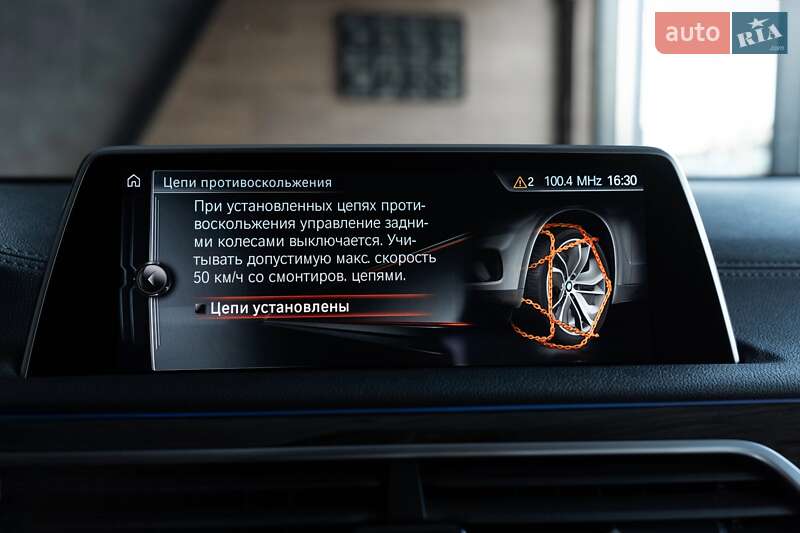 auto RIA
.com
Цепи противоскольжения
2 100.4 MHz 16:30
При установленных цепях проти-
воскольжения управление задни-
ми колесами выключается. Учи-
тывать допустимую макс. скорость
50 км/ч со смонтиров. цепями.
Цепи установлены